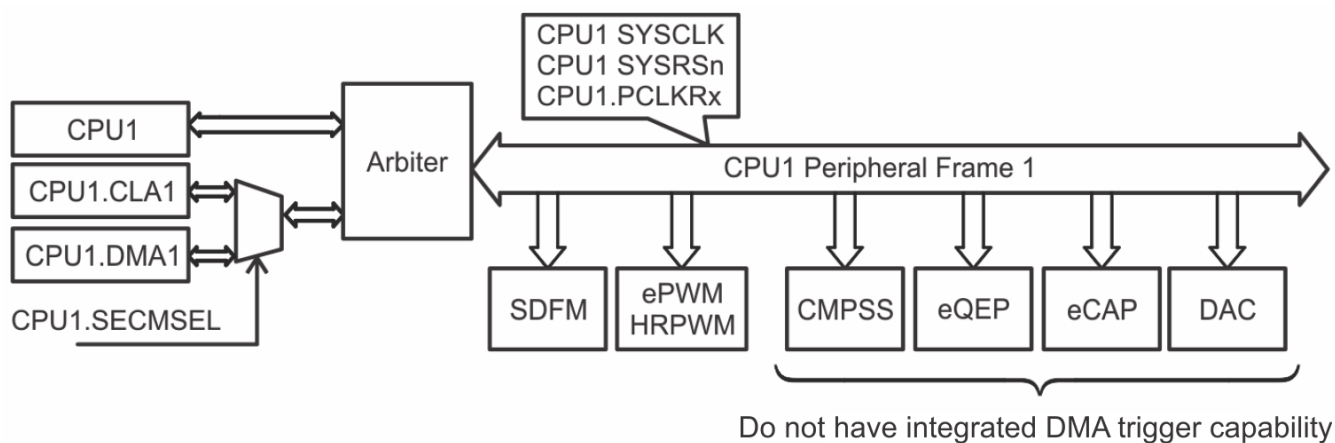 CPU1 SYSCLK
CPU1 SYSRSn
CPU1.PCLKRx
CPU1
Arbiter
CPU1 Peripheral Frame 1
CPU1.CLA1
CPU1.DMA1
CPU1.SECMSEL
SDFM
ePWM
HRPWM
CMPSS
eQEP
eCAP
DAC
Do not have integrated DMA trigger capability